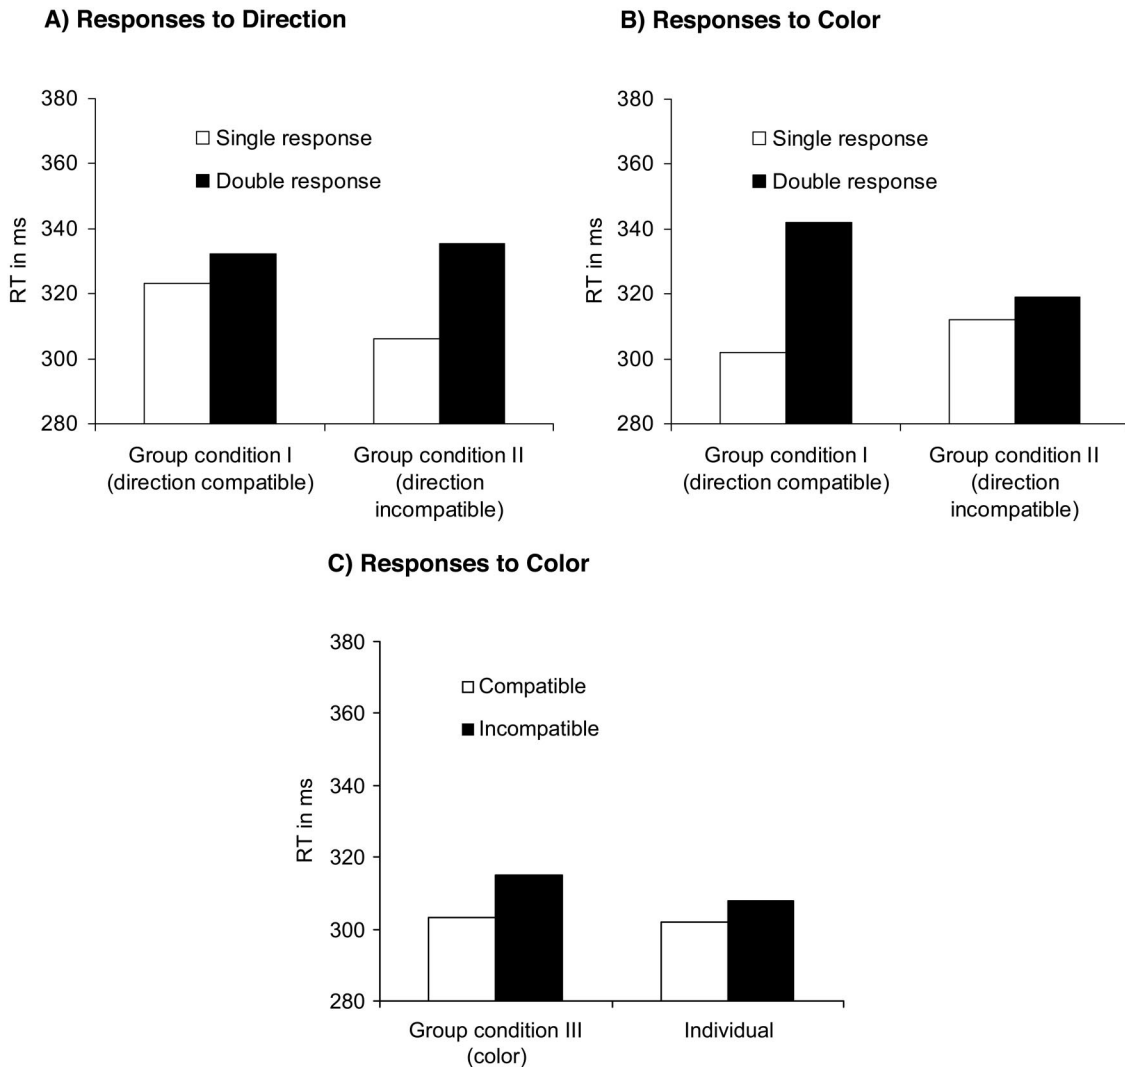 A) Responses to Direction
380
360
340
320
300
280
RT in ms
Single response
Double response
Group condition I
(direction compatible)
Group condition II
(direction
incompatible)
B) Responses to Color
380
360
340
320
300
280
RT in ms
Single response
Double response
Group condition I
(direction compatible)
Group condition II
(direction
incompatible)
C) Responses to Color
380
360
340
320
300
280
RT in ms
Compatible
Incompatible
Group condition III
(color)
Individual